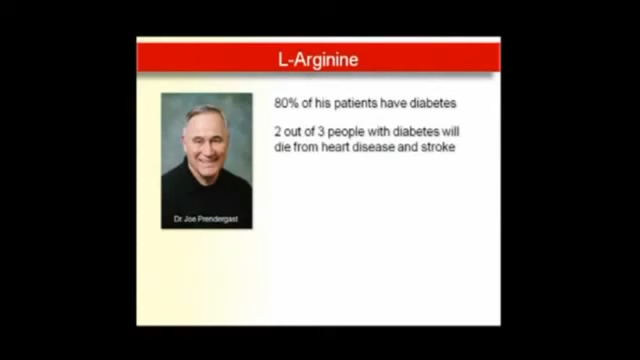 L-Arginine
80% of his patients have diabetes
2 out of 3 people with diabetes will
die from heart disease and stroke
Dr. Joe Prendergast